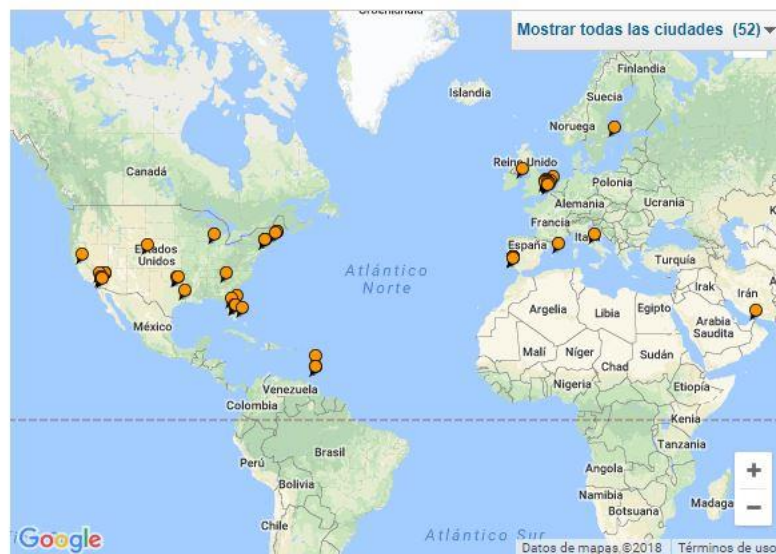 Groenlandia
Mostrar todas las ciudades (52)
Islandia
Finlandia
Suecia
Noruega
Canadá
Reino Unido
Polonia
Alemania
Ucrania
Francia
Estados
Unidos
España
Turquía
Atlántico
Norte
Irak
Irán
Argelia
Libia
Egipto
Arabia
Saudita
México
Malí
Níger
Sudán
Chad
Venezuela
Nigeria
Etiopía
Colombia
Kenia
Tanzania
Brasil
Perú
Angola
Bolivia
Namibia
Botsuana
Madaga
Chile
Atlántico Sur
Google
Datos de mapas ©2018
Términos de uso